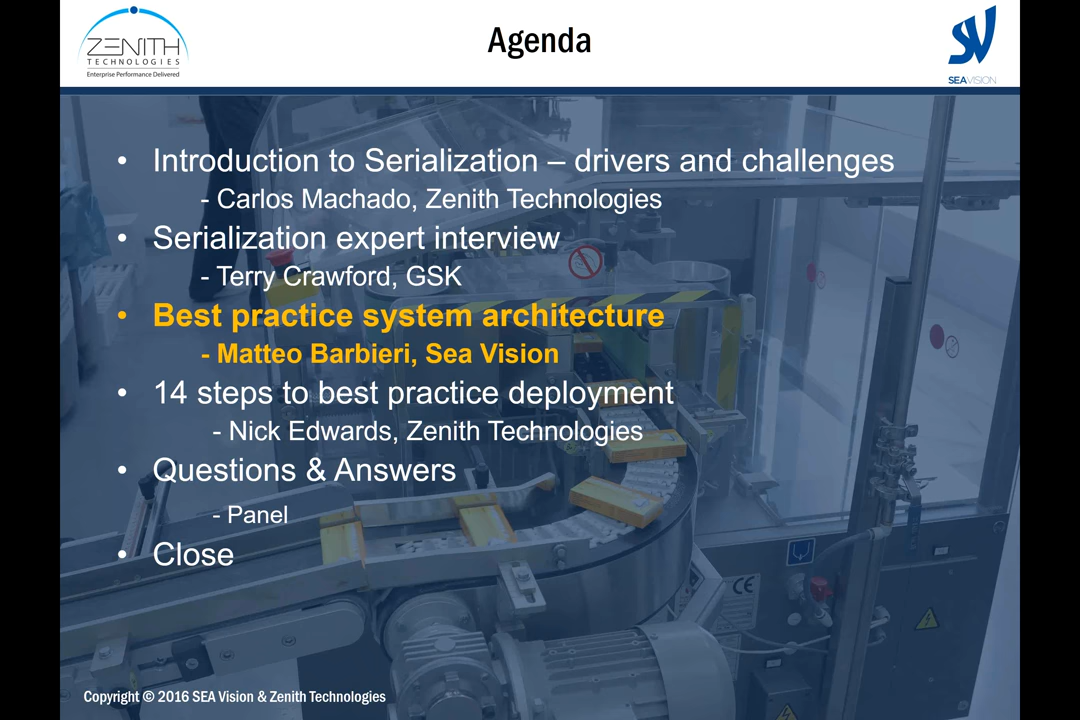 ZENITH
TECHNOLOGIES
Enterprise Performance Delivered
Agenda
SV
SEAVISION
• Introduction to Serialization – drivers and challenges
- Carlos Machado, Zenith Technologies
• Serialization expert interview
- Terry Crawford, GSK
• Best practice system architecture
- Matteo Barbieri, Sea Vision
• 14 steps to best practice deployment
- Nick Edwards, Zenith Technologies
• Questions & Answers
- Panel
• Close
CE
Copyright © 2016 SEA Vision & Zenith Technologies